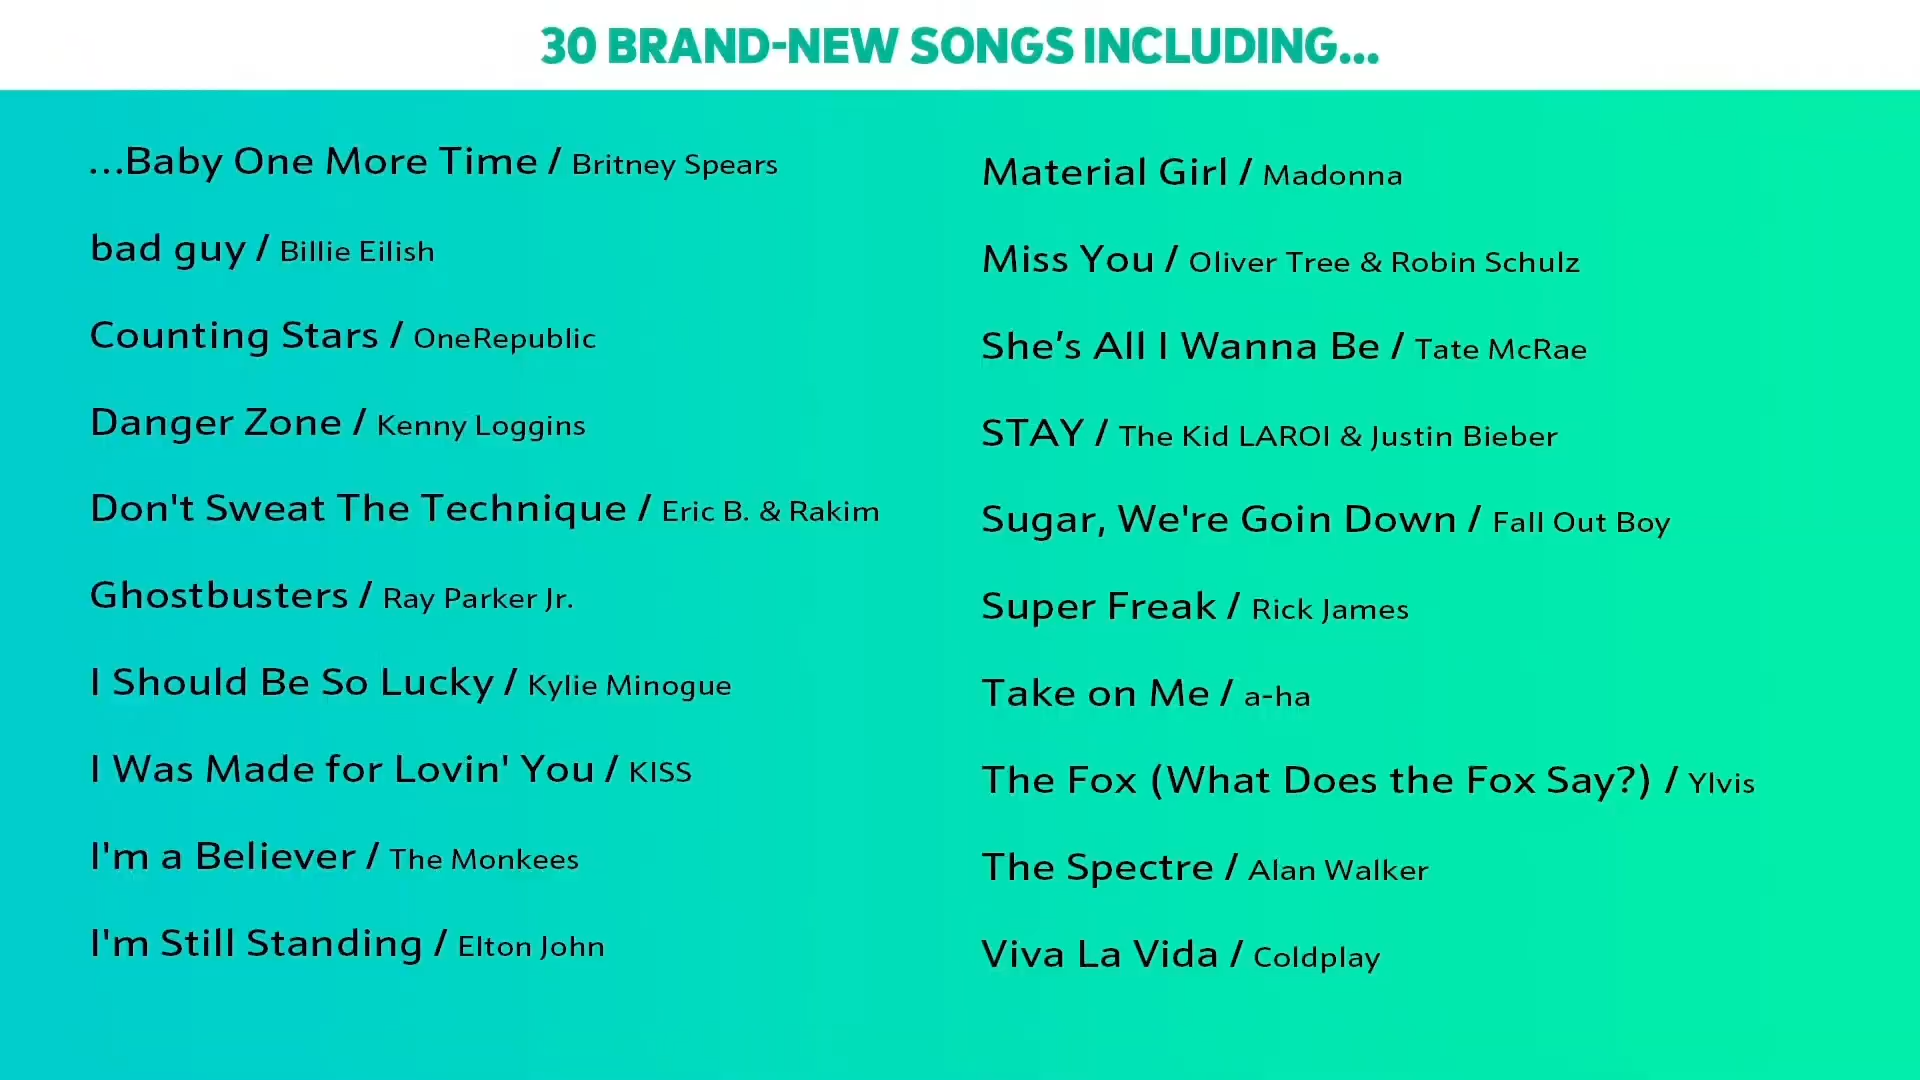 30 BRAND-NEW SONGS INCLUDING...
...Baby One More Time / Britney Spears
bad guy / Billie Eilish
Counting Stars / OneRepublic
Danger Zone / Kenny Loggins
Don't Sweat The Technique / Eric B. & Rakim
Ghostbusters / Ray Parker Jr.
I Should Be So Lucky / Kylie Minogue
I Was Made for Lovin' You / KISS
I'm a Believer / The Monkees
I'm Still Standing / Elton John
Material Girl / Madonna
Miss You / Oliver Tree & Robin Schulz
She’s All I Wanna Be / Tate McRae
STAY / The Kid LAROI & Justin Bieber
Sugar, We're Goin Down / Fall Out Boy
Super Freak / Rick James
Take on Me / a-ha
The Fox (What Does the Fox Say?) / Ylvis
The Spectre / Alan Walker
Viva La Vida / Coldplay